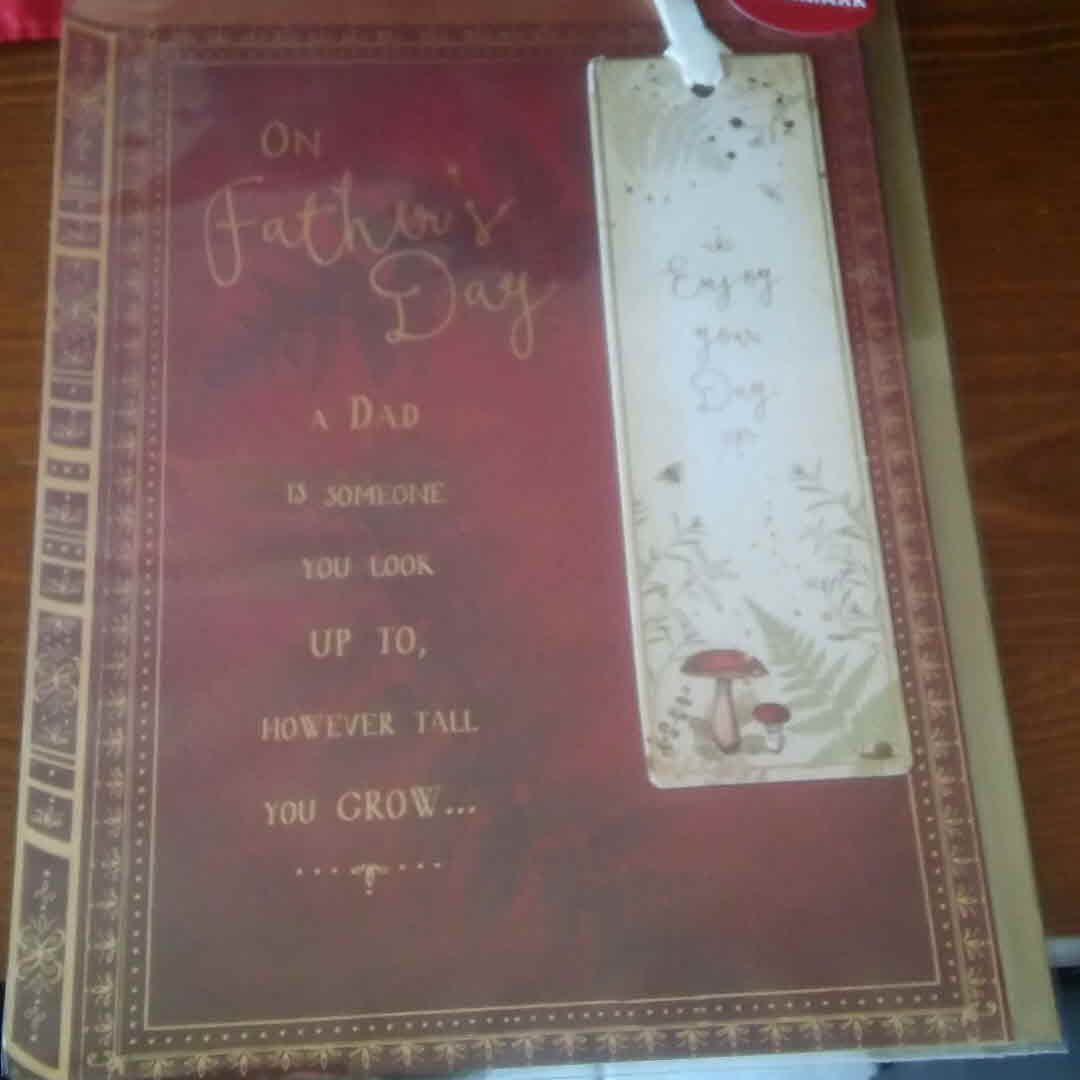 ON
Father's
Day
A DAD
IS SOMEONE
YOU LOOK
UP TO,
HOWEVER TALL
YOU GROW...
Enjoy
your
Day